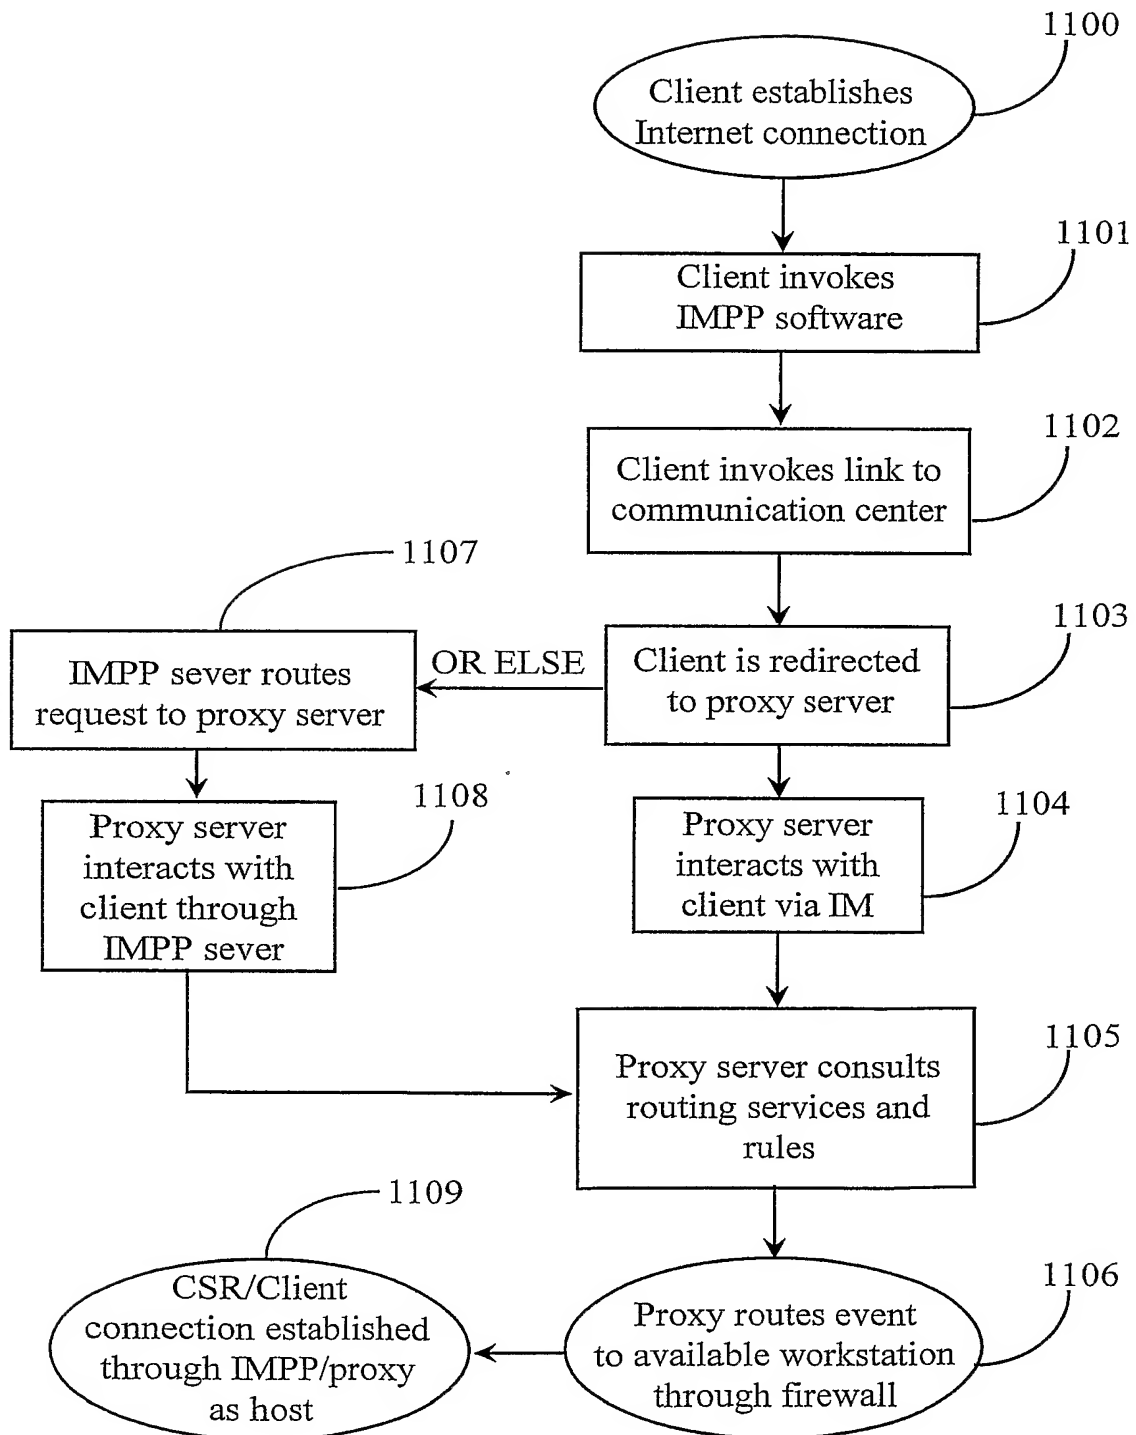 1100
Client establishes
Internet connection
1101
Client invokes
IMPP software
1102
Client invokes link to
communication center
1103
Client is redirected
to proxy server
OR ELSE
1107
IMPP sever routes
request to proxy server
1108
Proxy server
interacts with
client through
IMPP sever
1104
Proxy server
interacts with
client via IM
1105
Proxy server consults
routing services and
rules
1106
Proxy routes event
to available workstation
through firewall
1109
CSR/Client
connection established
through IMPP/proxy
as host